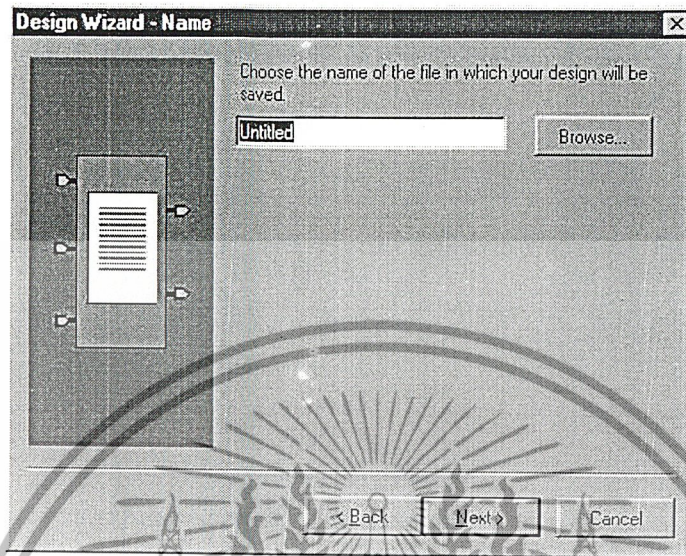 Design Wizard - Name
Choose the name of the file in which your design will be
saved.
Untitled
Browse...
< Back
Next >
Cancel